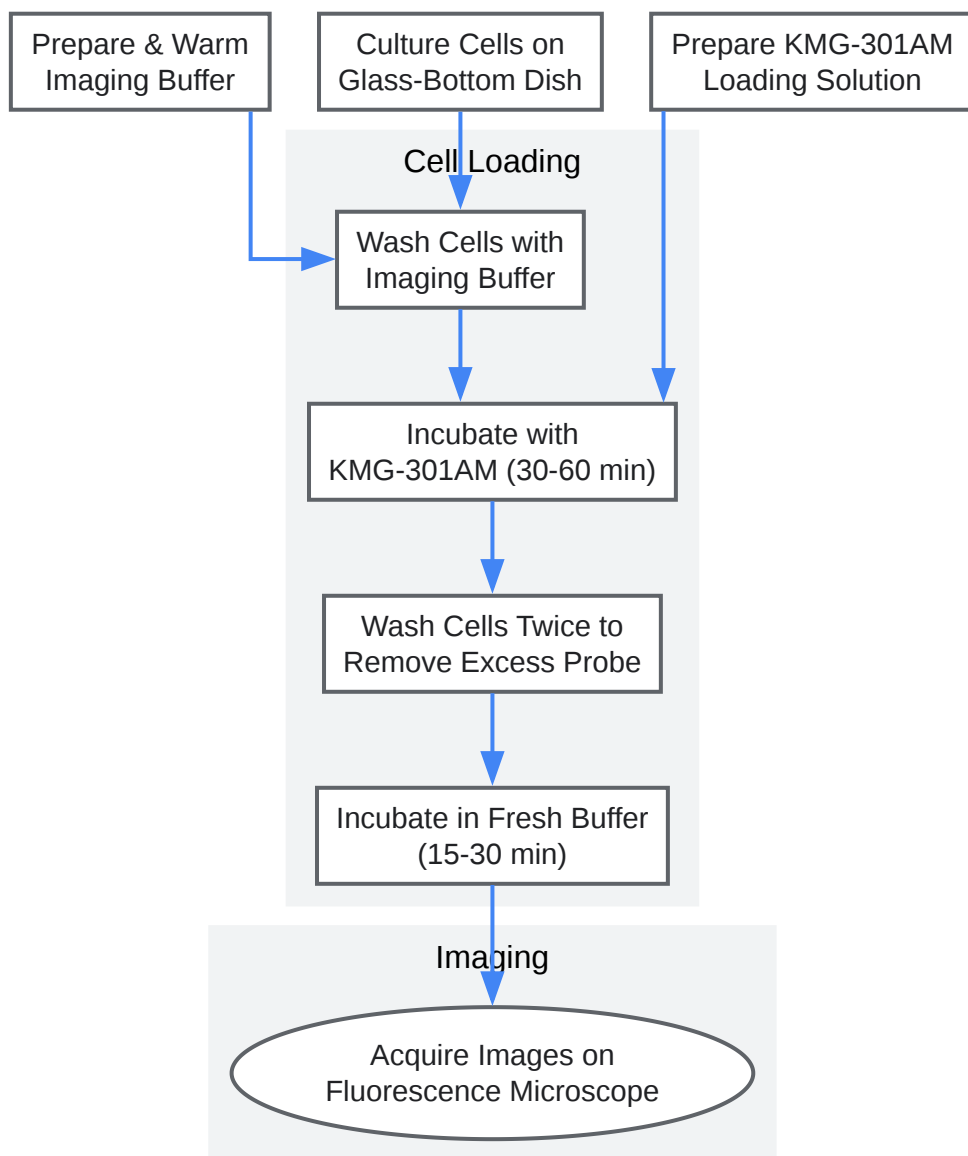 Prepare & Warm
Imaging Buffer
Culture Cells on
Glass-Bottom Dish
Prepare KMG-301AM
Loading Solution
Cell Loading
Wash Cells with
Imaging Buffer
Incubate with
KMG-301AM (30-60 min)
Wash Cells Twice to
Remove Excess Probe
Incubate in Fresh Buffer
(15-30 min)
Imaging
Acquire Images on
Fluorescence Microscope